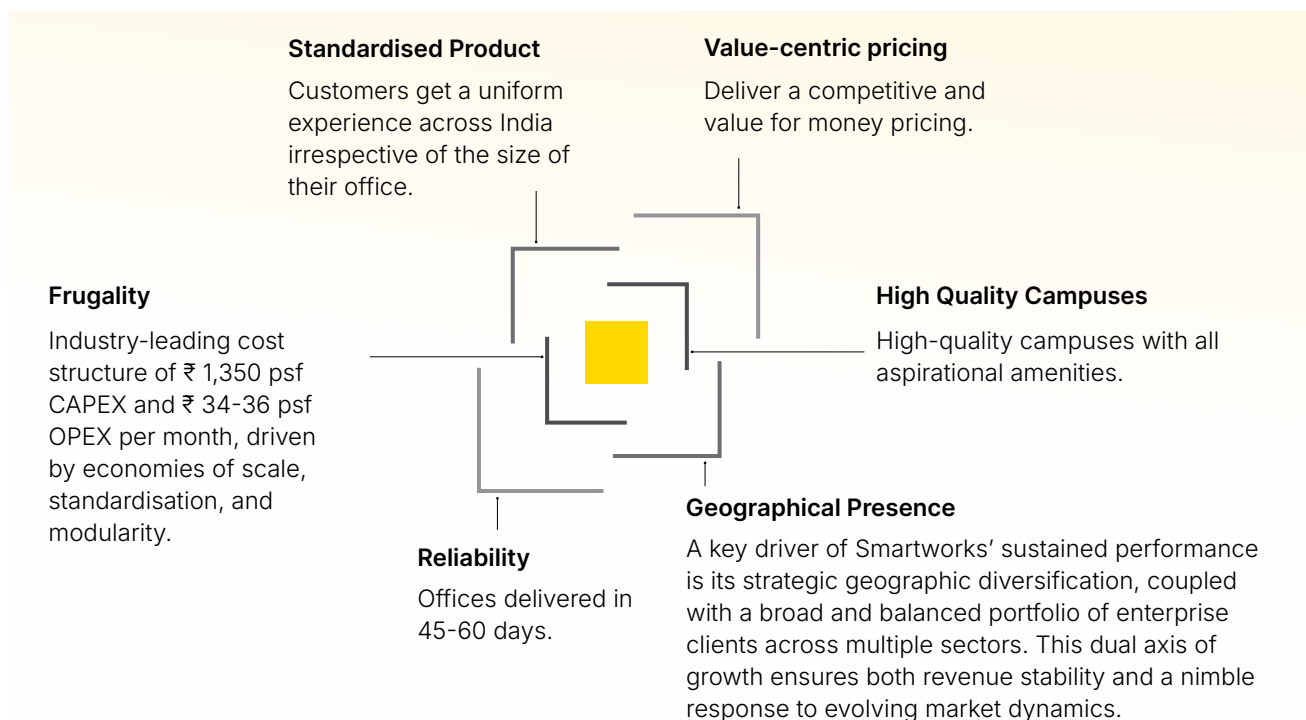 Standardised Product
Customers get a uniform
experience across India
irrespective of the size of
their office.
Value-centric pricing
Deliver a competitive and
value for money pricing.
Frugality
Industry-leading cost
structure of ₹ 1,350 psf
CAPEX and ₹ 34-36 psf
OPEX per month, driven
by economies of scale,
standardisation, and
modularity.
High Quality Campuses
High-quality campuses with all
aspirational amenities.
Reliability
Offices delivered in
45-60 days.
Geographical Presence
A key driver of Smartworks’ sustained performance
is its strategic geographic diversification, coupled
with a broad and balanced portfolio of enterprise
clients across multiple sectors. This dual axis of
growth ensures both revenue stability and a nimble
response to evolving market dynamics.